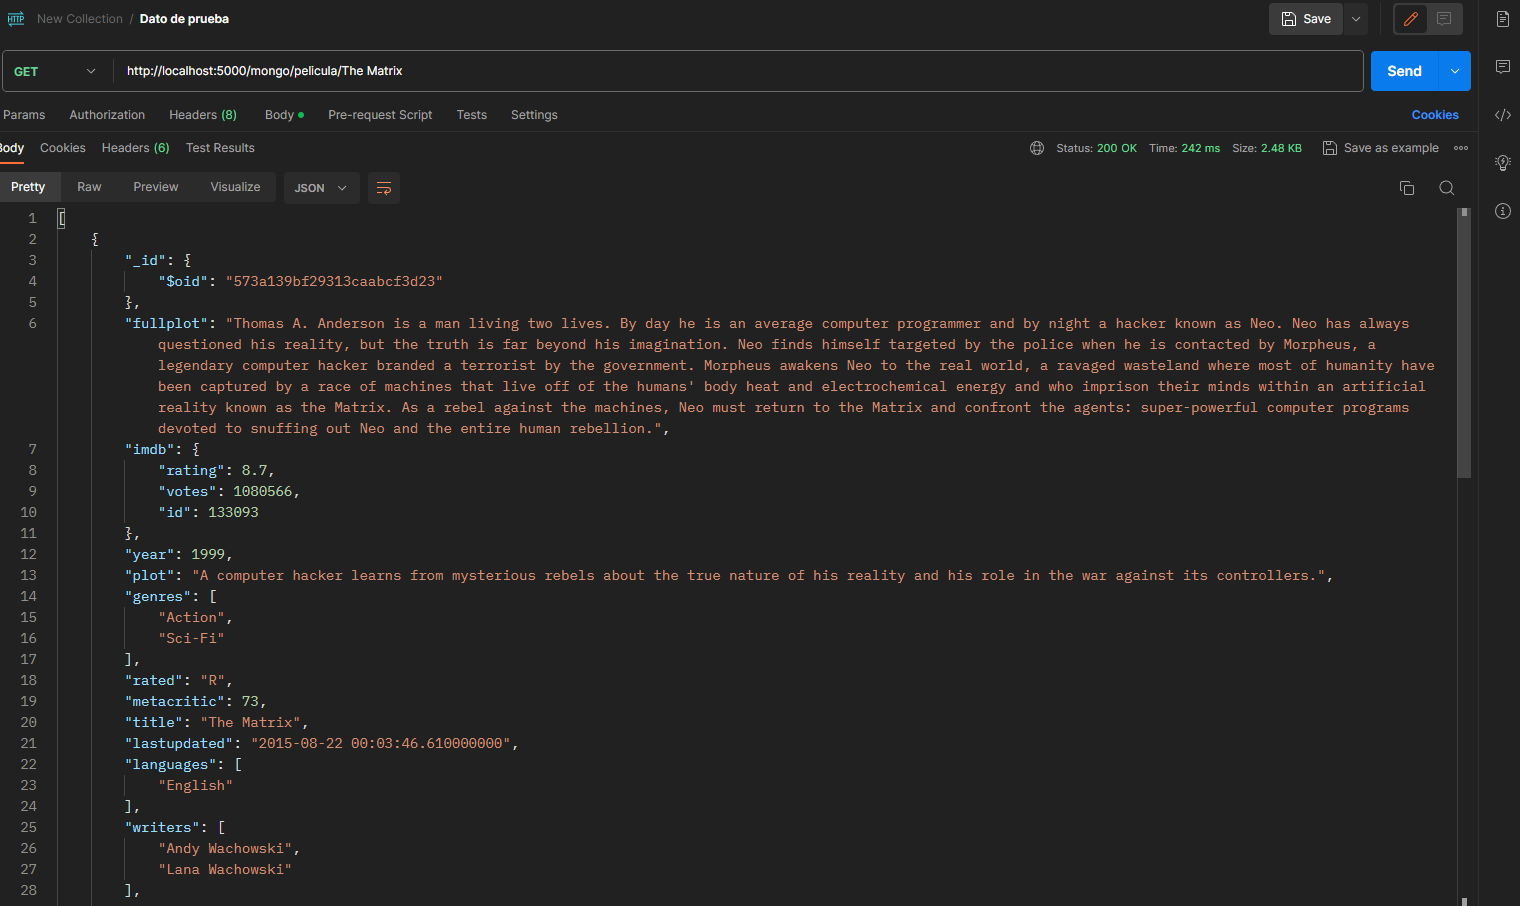 HTTP New Collection / Dato de prueba Save
GET http://localhost:5000/mongo/pelicula/The Matrix Send
Params Authorization Headers (8) Body Pre-request Script Tests Settings Cookies
Body Cookies Headers (6) Test Results Status: 200 OK Time: 242 ms Size: 2.48 KB Save as example
Pretty Raw Preview Visualize JSON
1 [
2 {
3 "_id": {
4 "$oid": "573a139bf29313caabcf3d23"
5 },
6 "fullplot": "Thomas A. Anderson is a man living two lives. By day he is an average computer programmer and by night a hacker known as Neo. Neo has always
questioned his reality, but the truth is far beyond his imagination. Neo finds himself targeted by the police when he is contacted by Morpheus, a
legendary computer hacker branded a terrorist by the government. Morpheus awakens Neo to the real world, a ravaged wasteland where most of humanity have
been captured by a race of machines that live off of the humans' body heat and electrochemical energy and who imprison their minds within an artificial
reality known as the Matrix. As a rebel against the machines, Neo must return to the Matrix and confront the agents: super-powerful computer programs
devoted to snuffing out Neo and the entire human rebellion.",
7 "imdb": {
8 "rating": 8.7,
9 "votes": 1080566,
10 "id": 133093
11 },
12 "year": 1999,
13 "plot": "A computer hacker learns from mysterious rebels about the true nature of his reality and his role in the war against its controllers.",
14 "genres": [
15 "Action",
16 "Sci-Fi"
17 ],
18 "rated": "R",
19 "metacritic": 73,
20 "title": "The Matrix",
21 "lastupdated": "2015-08-22 00:03:46.610000000",
22 "languages": [
23 "English"
24 ],
25 "writers": [
26 "Andy Wachowski",
27 "Lana Wachowski"
28 ],